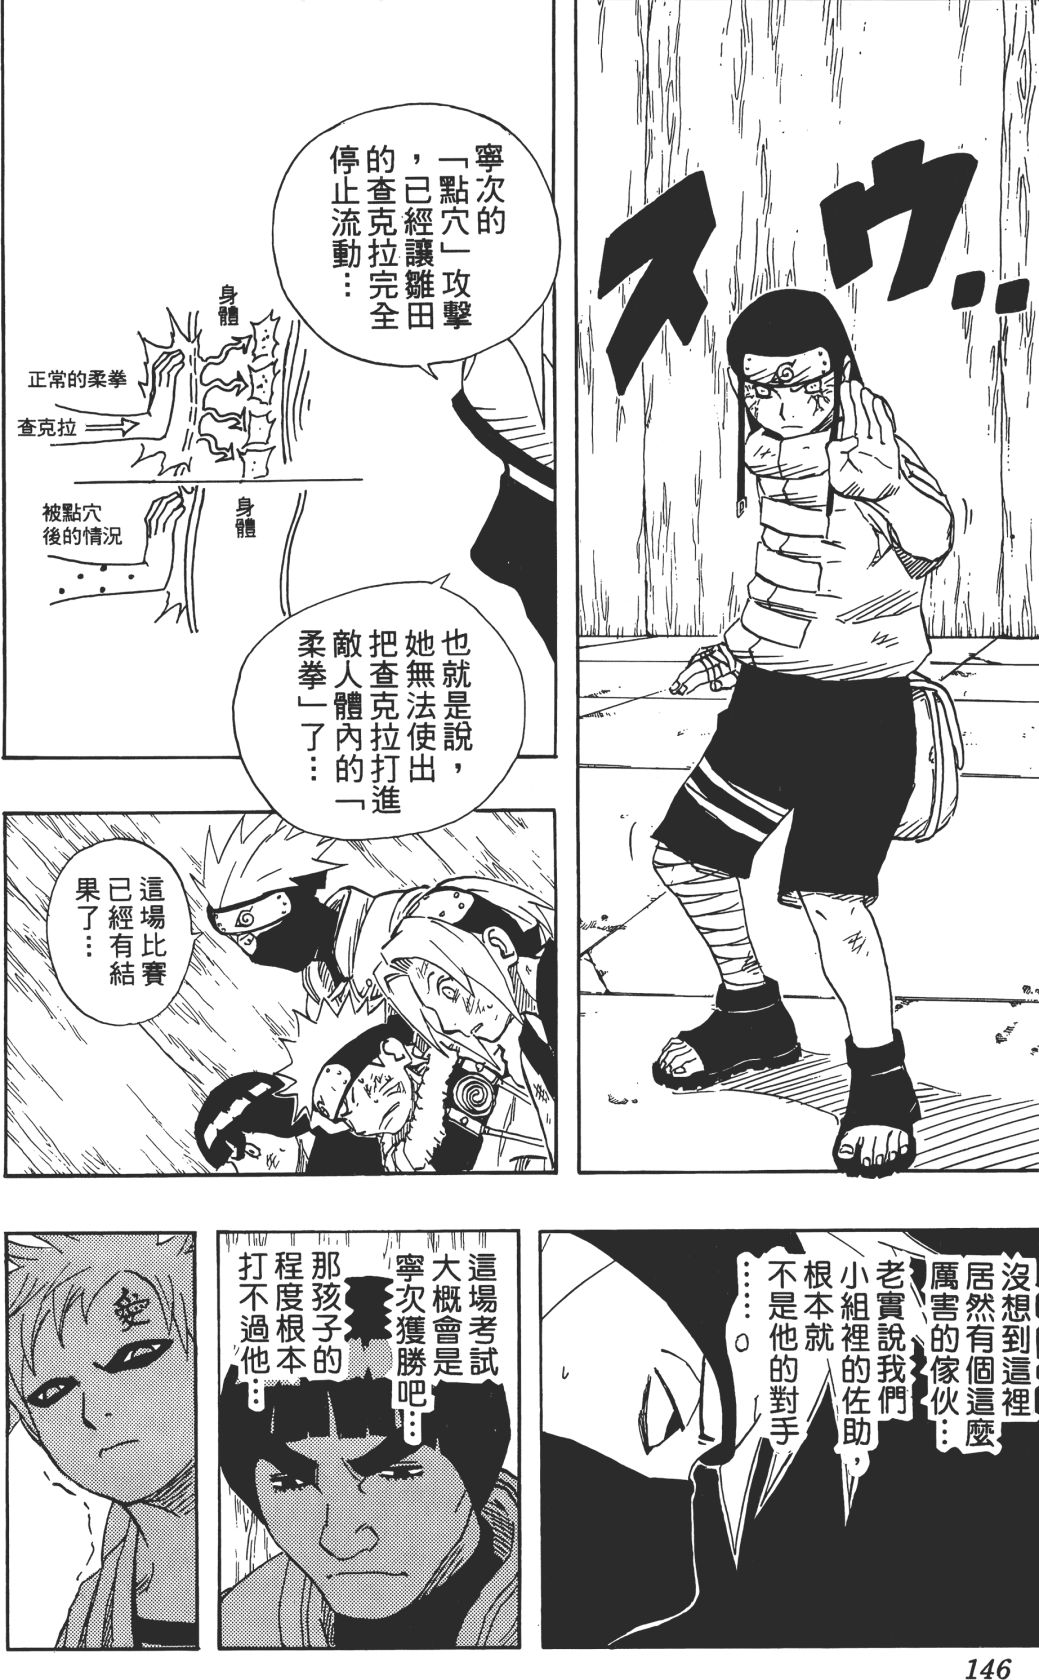 ウ...
ス
寧次的
「點穴」攻擊
，已經讓雛田
的查克拉完全
停止流動…
身體
正常的柔拳
查克拉
身體
被點穴
後的情況
也就是說，
她無法使出
把查克拉打進
敵人體內的「
柔拳」了…
這場比賽
已經有結
果了…
沒想到這裡
居然有個這麼
厲害的傢伙…
老實說我們
小組裡的佐助，
根本就
不是他的對手
……。
這場考試
大概會是
寧次獲勝吧…
那孩子的
程度根本
打不過他…
愛
146